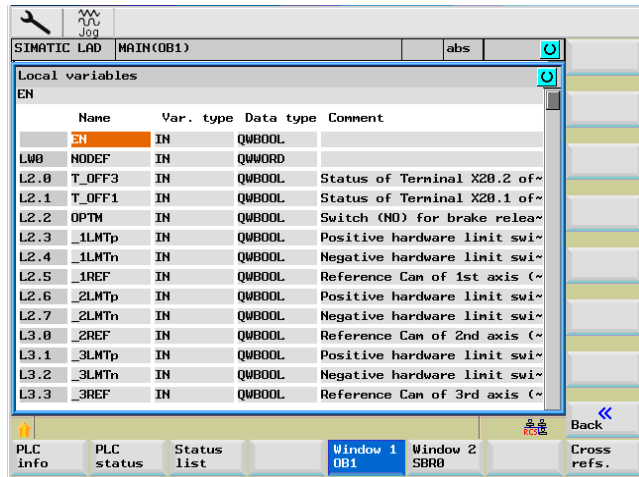 Jog
SIMATIC LAD MAIN(OB1) abs
Local variables
EN
Name Var. type Data type Comment
EN IN QWBOOL
LW0 NODEF IN QWWORD
L2.0 T_OFF3 IN QWBOOL Status of Terminal X20.2 of~
L2.1 T_OFF1 IN QWBOOL Status of Terminal X20.1 of~
L2.2 OPTM IN QWBOOL Switch (NO) for brake relea~
L2.3 _1LMTp IN QWBOOL Positive hardware limit swi~
L2.4 _1LMTn IN QWBOOL Negative hardware limit swi~
L2.5 _1REF IN QWBOOL Reference Cam of 1st axis (~
L2.6 _2LMTp IN QWBOOL Positive hardware limit swi~
L2.7 _2LMTn IN QWBOOL Negative hardware limit swi~
L3.0 _2REF IN QWBOOL Reference Cam of 2nd axis (~
L3.1 _3LMTp IN QWBOOL Positive hardware limit swi~
L3.2 _3LMTn IN QWBOOL Negative hardware limit swi~
L3.3 _3REF IN QWBOOL Reference Cam of 3rd axis (~
RCS
Back
PLC info
PLC status
Status list
Window 1 OB1
Window 2 SBR0
Cross refs.